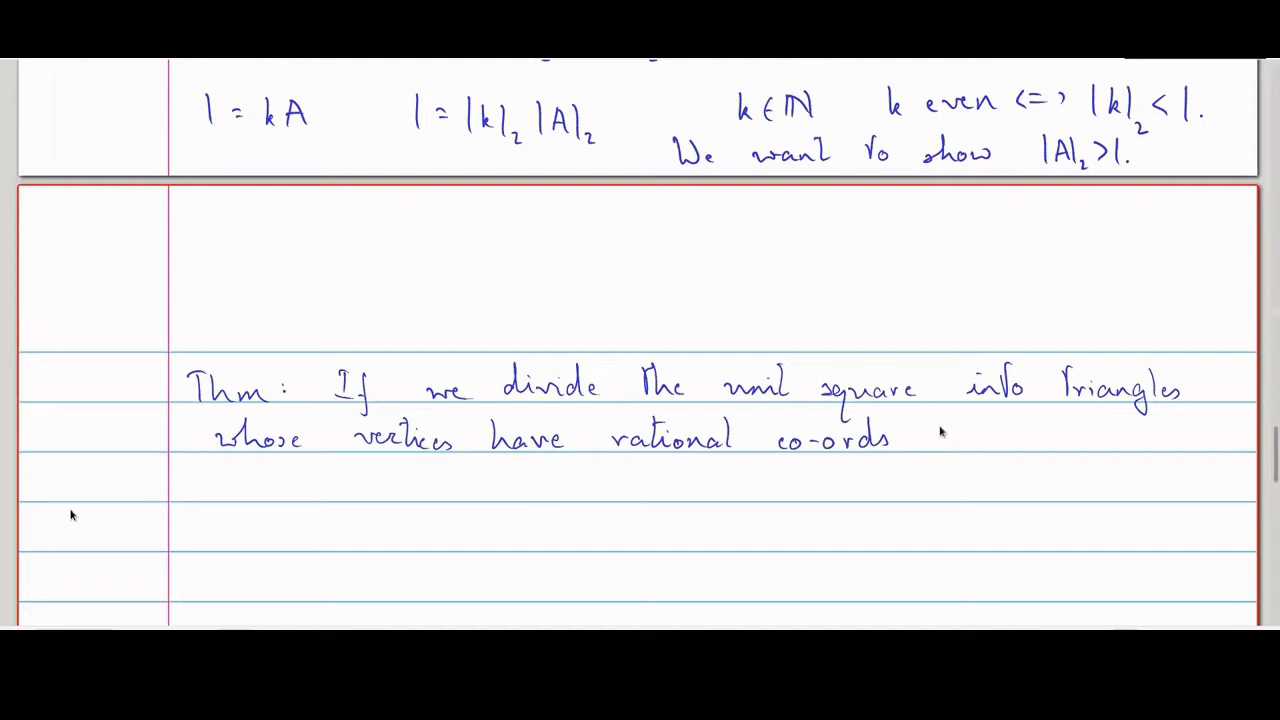 1 = kA 1 = |k|₂ |A|₂ k ∈ ℕ k even <=> |k|₂ < 1.
We want to show |A|₂ > 1.
Thm: If we divide the unit square into triangles
whose vertices have rational co-ords